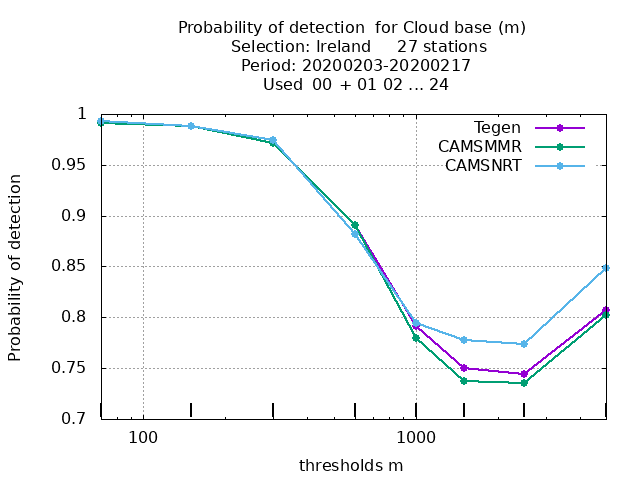 Probability of detection  for Cloud base (m)
Selection: Ireland     27 stations
Period: 20200203-20200217
Used  00 + 01 02 ... 24
Tegen
CAMSMMR
CAMSNRT
1
0.95
0.9
0.85
0.8
0.75
0.7
Probability of detection
100
1000
thresholds m